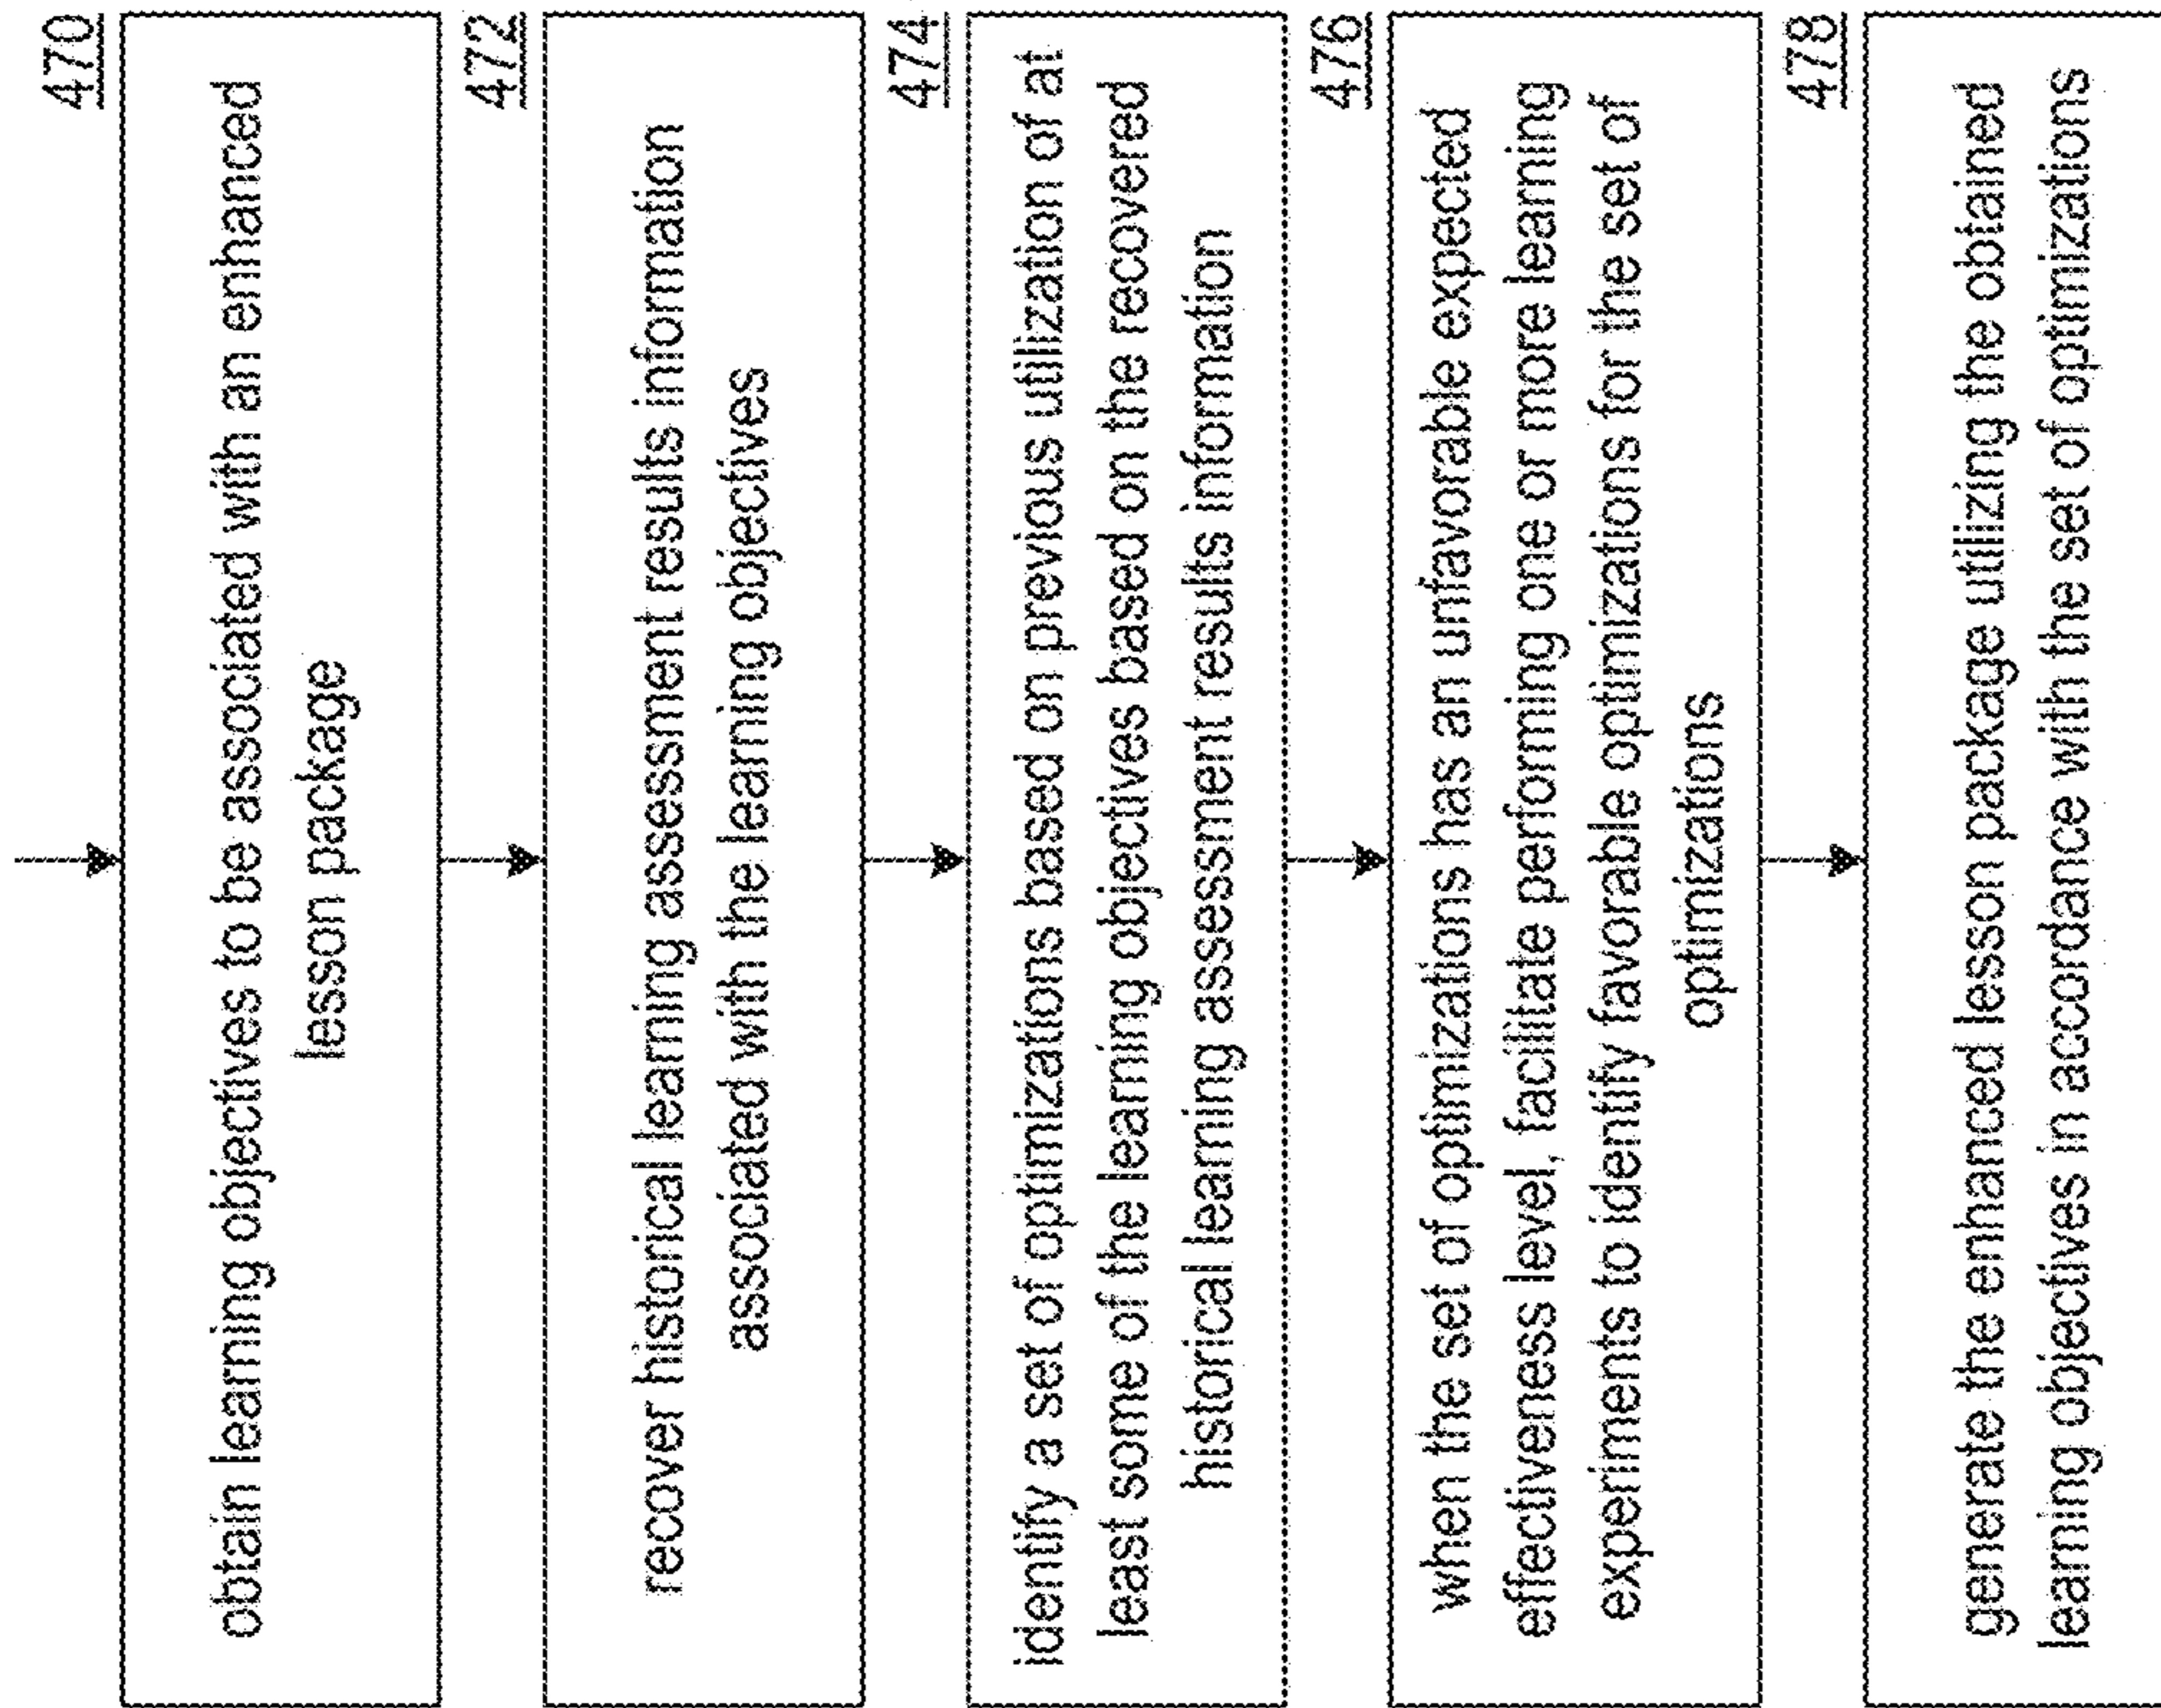 470
obtain learning objectives to be associated with an enhanced
lesson package
472
recover historical learning assessment results information
associated with the learning objectives
474
identify a set of optimizations based on previous utilization of at
least some of the learning objectives based on the recovered
historical learning assessment results information
476
when the set of optimizations has an unfavorable expected
effectiveness level, facilitate performing one or more learning
experiments to identify favorable optimizations for the set of
optimizations
478
generate the enhanced lesson package utilizing the obtained
learning objectives in accordance with the set of optimizations